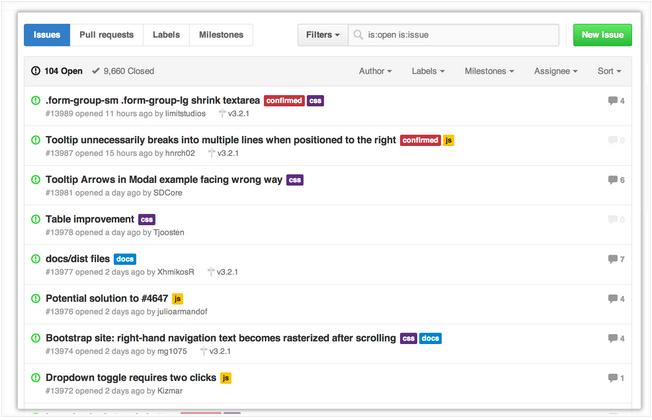 Issues Pull requests Labels Milestones Filters is:open is:issue New Issue
104 Open 9,660 Closed Author Labels Milestones Assignee Sort
.form-group-sm .form-group-lg shrink textarea confirmed css 4
#13989 opened 11 hours ago by limitstudios v3.2.1
Tooltip unnecessarily breaks into multiple lines when positioned to the right confirmed js 0
#13987 opened 15 hours ago by hnrch02 v3.2.1
Tooltip Arrows in Modal example facing wrong way css 6
#13981 opened a day ago by SDCore
Table improvement css 0
#13978 opened a day ago by Tjoosten
docs/dist files docs 7
#13977 opened 2 days ago by XhmikosR v3.2.1
Potential solution to #4647 js 4
#13976 opened 2 days ago by julioarmandof
Bootstrap site: right-hand navigation text becomes rasterized after scrolling css docs 4
#13974 opened 2 days ago by mg1075 v3.2.1
Dropdown toggle requires two clicks js 1
#13972 opened 2 days ago by Kizmar